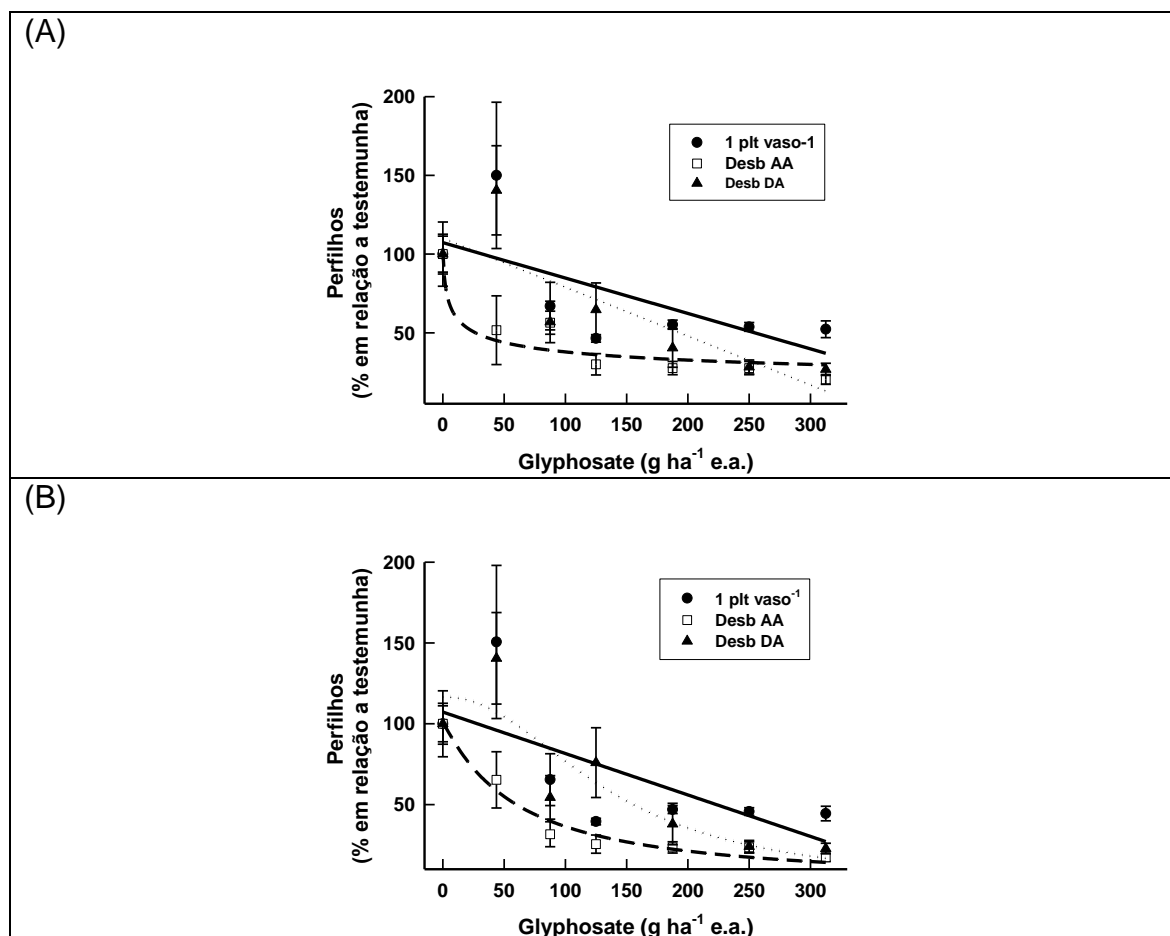 (A)
200
150
100
50
Perfilhos
(% em relação a testemunha)
1 plt vaso-1
Desb AA
Desb DA
0 50 100 150 200 250 300
Glyphosate (g ha⁻¹ e.a.)
(B)
200
150
100
50
Perfilhos
(% em relação a testemunha)
1 plt vaso⁻¹
Desb AA
Desb DA
0 50 100 150 200 250 300
Glyphosate (g ha⁻¹ e.a.)